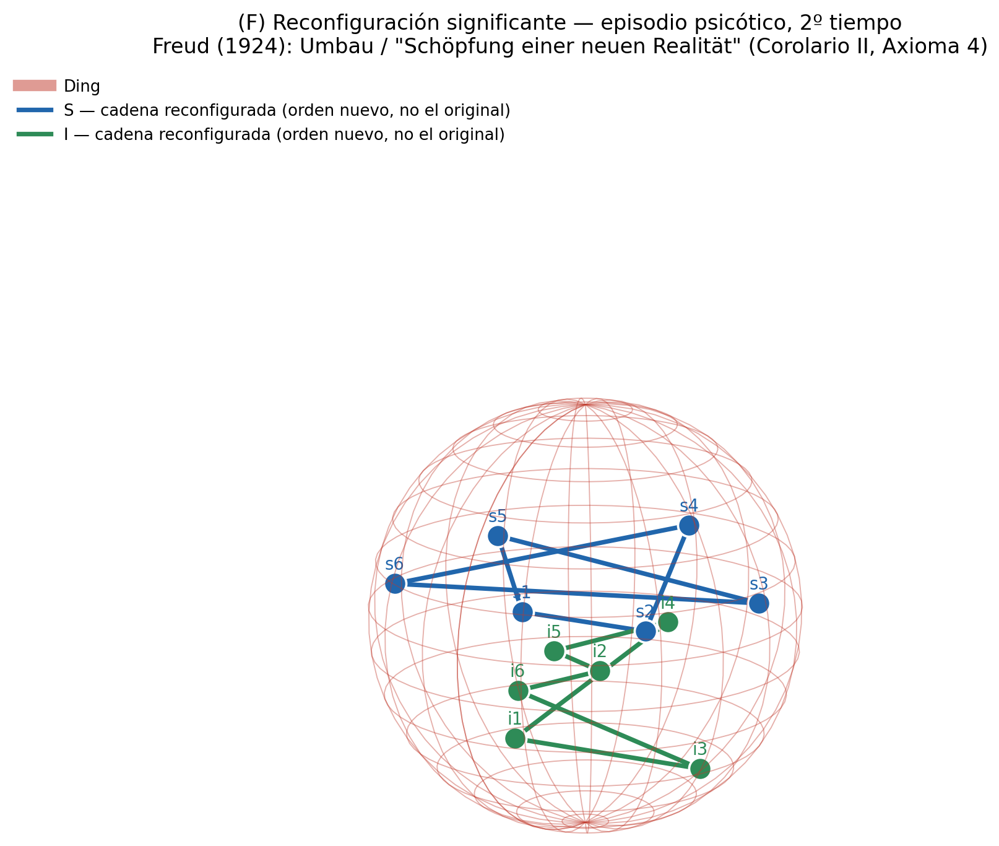 (F) Reconfiguración significante — episodio psicótico, 2º tiempo
Freud (1924): Umbau / "Schöpfung einer neuen Realität" (Corolario II, Axioma 4)
Ding
S — cadena reconfigurada (orden nuevo, no el original)
I — cadena reconfigurada (orden nuevo, no el original)
s4
s5
s6
s3
s1
i4
s2
i5
i2
i6
i1
i3